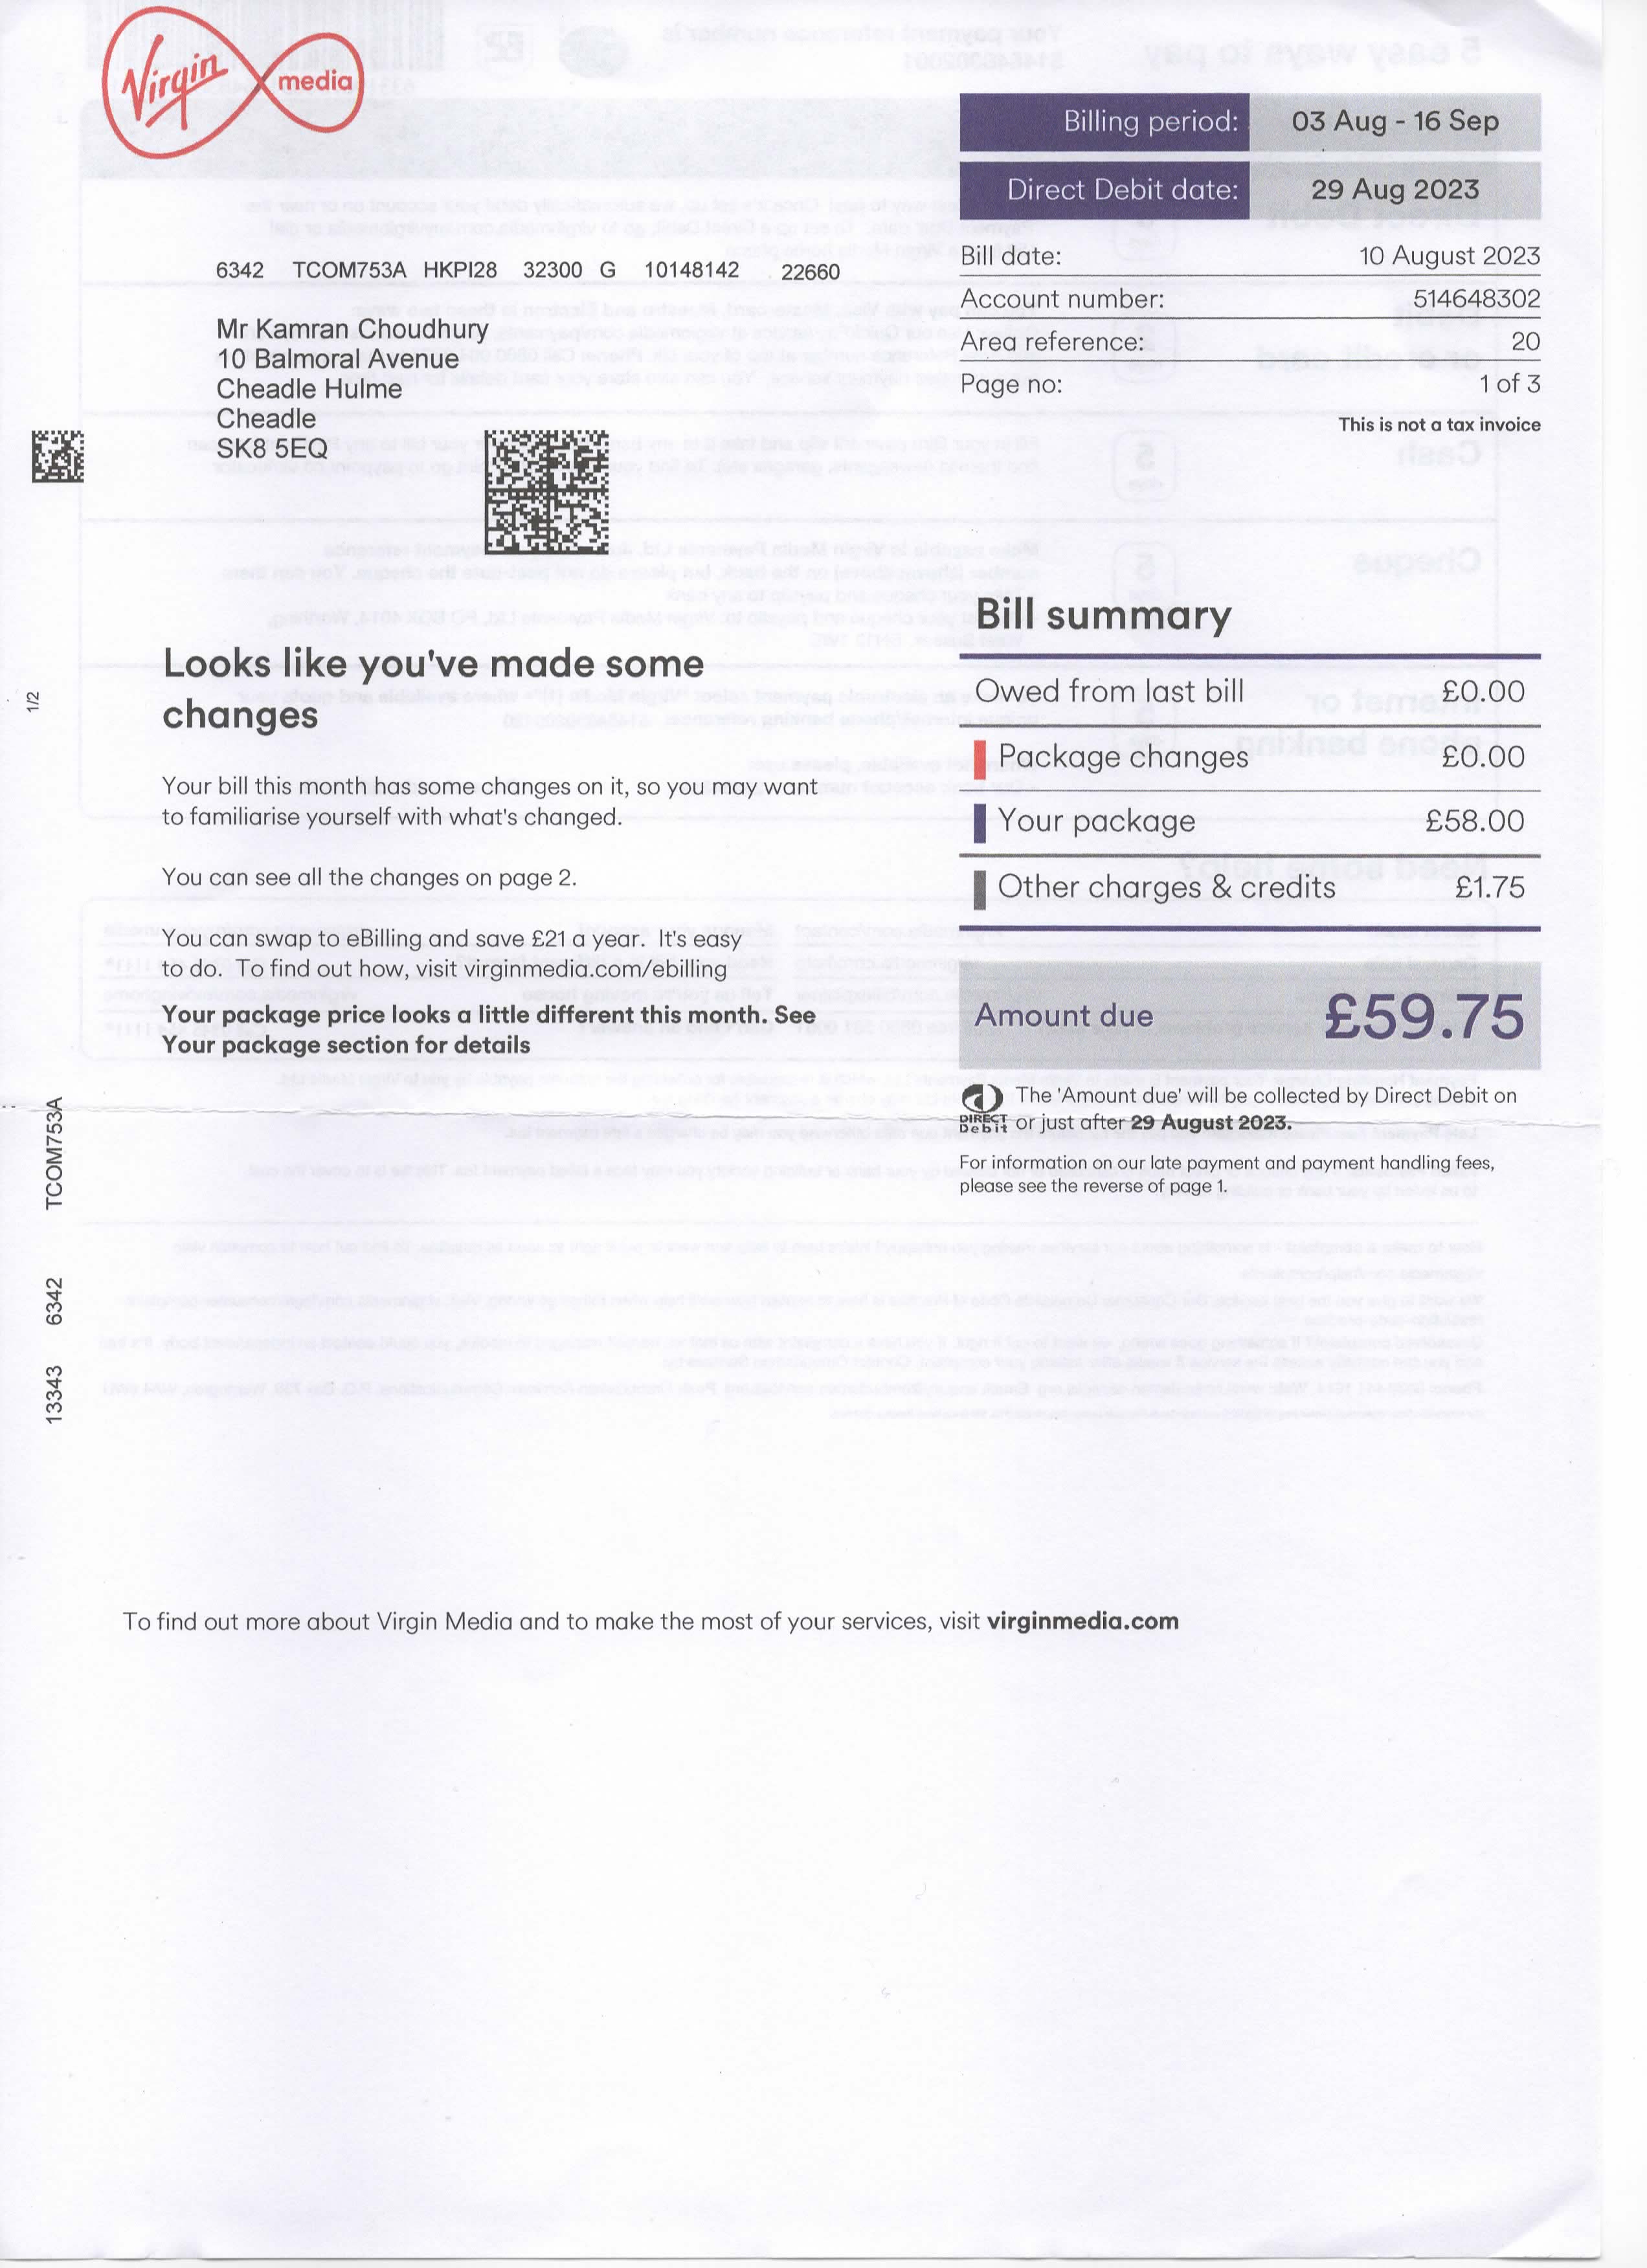 Virgin media
Billing period: 03 Aug - 16 Sep
Direct Debit date: 29 Aug 2023
Bill date: 10 August 2023
Account number: 514648302
Area reference: 20
Page no: 1 of 3
This is not a tax invoice
6342 TCOM753A HKPI28 32300 G 10148142 22660
Mr Kamran Choudhury
10 Balmoral Avenue
Cheadle Hulme
Cheadle
SK8 5EQ
1/2
Looks like you've made some
changes
Your bill this month has some changes on it, so you may want
to familiarise yourself with what's changed.
You can see all the changes on page 2.
You can swap to eBilling and save £21 a year. It's easy
to do. To find out how, visit virginmedia.com/ebilling
Your package price looks a little different this month. See
Your package section for details
Bill summary
Owed from last bill £0.00
Package changes £0.00
Your package £58.00
Other charges & credits £1.75
Amount due £59.75
DIRECT Debit
The 'Amount due' will be collected by Direct Debit on
or just after 29 August 2023.
For information on our late payment and payment handling fees,
please see the reverse of page 1.
13343 6342 TCOM753A
To find out more about Virgin Media and to make the most of your services, visit virginmedia.com